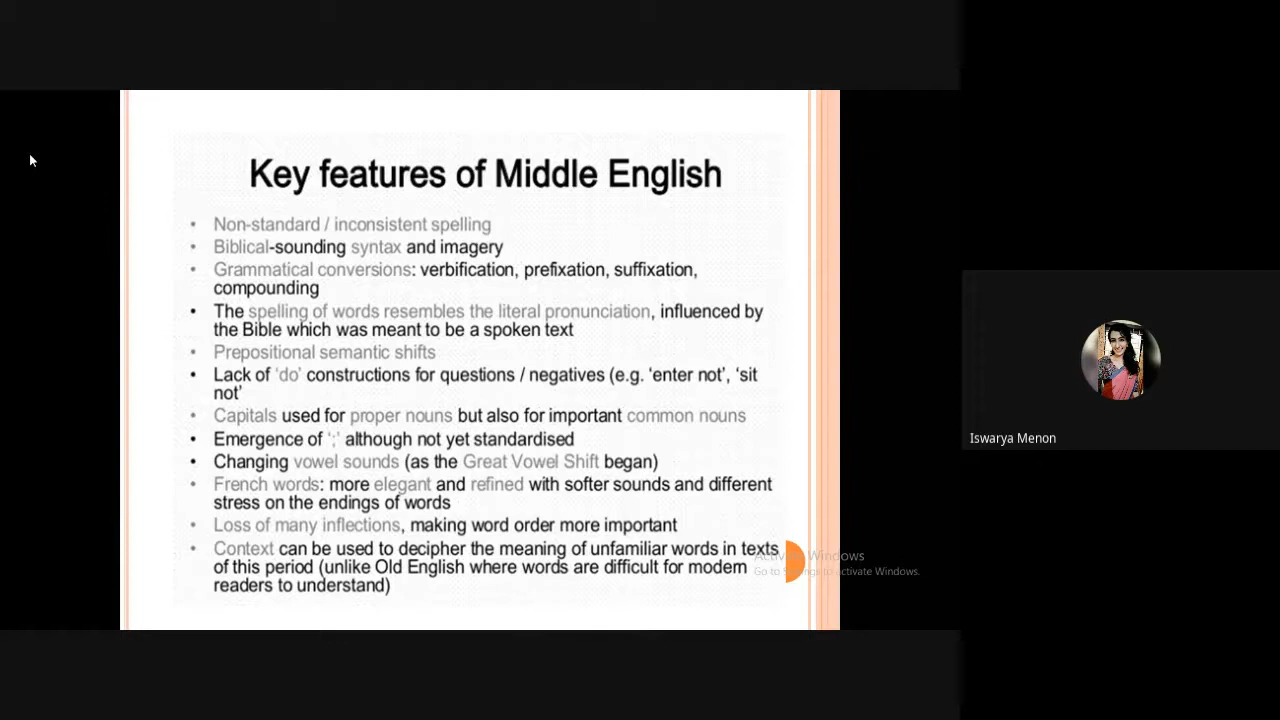 Key features of Middle English
• Non-standard / inconsistent spelling
• Biblical-sounding syntax and imagery
• Grammatical conversions: verbification, prefixation, suffixation,
compounding
• The spelling of words resembles the literal pronunciation, influenced by
the Bible which was meant to be a spoken text
• Prepositional semantic shifts
• Lack of ‘do’ constructions for questions / negatives (e.g. ‘enter not’, ‘sit
not’
• Capitals used for proper nouns but also for important common nouns
• Emergence of ‘;’ although not yet standardised
• Changing vowel sounds (as the Great Vowel Shift began)
• French words: more elegant and refined with softer sounds and different
stress on the endings of words
• Loss of many inflections, making word order more important
• Context can be used to decipher the meaning of unfamiliar words in texts
of this period (unlike Old English where words are difficult for modern
readers to understand)
Activate Windows
Go to Settings to activate Windows.
Iswarya Menon